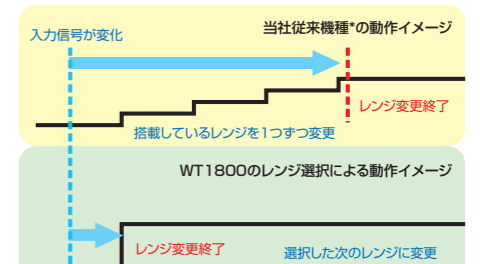 当社従来機種*の動作イメージ
入力信号が変化
レンジ変更終了
搭載しているレンジを1つずつ変更
WT1800のレンジ選択による動作イメージ
レンジ変更終了
選択した次のレンジに変更